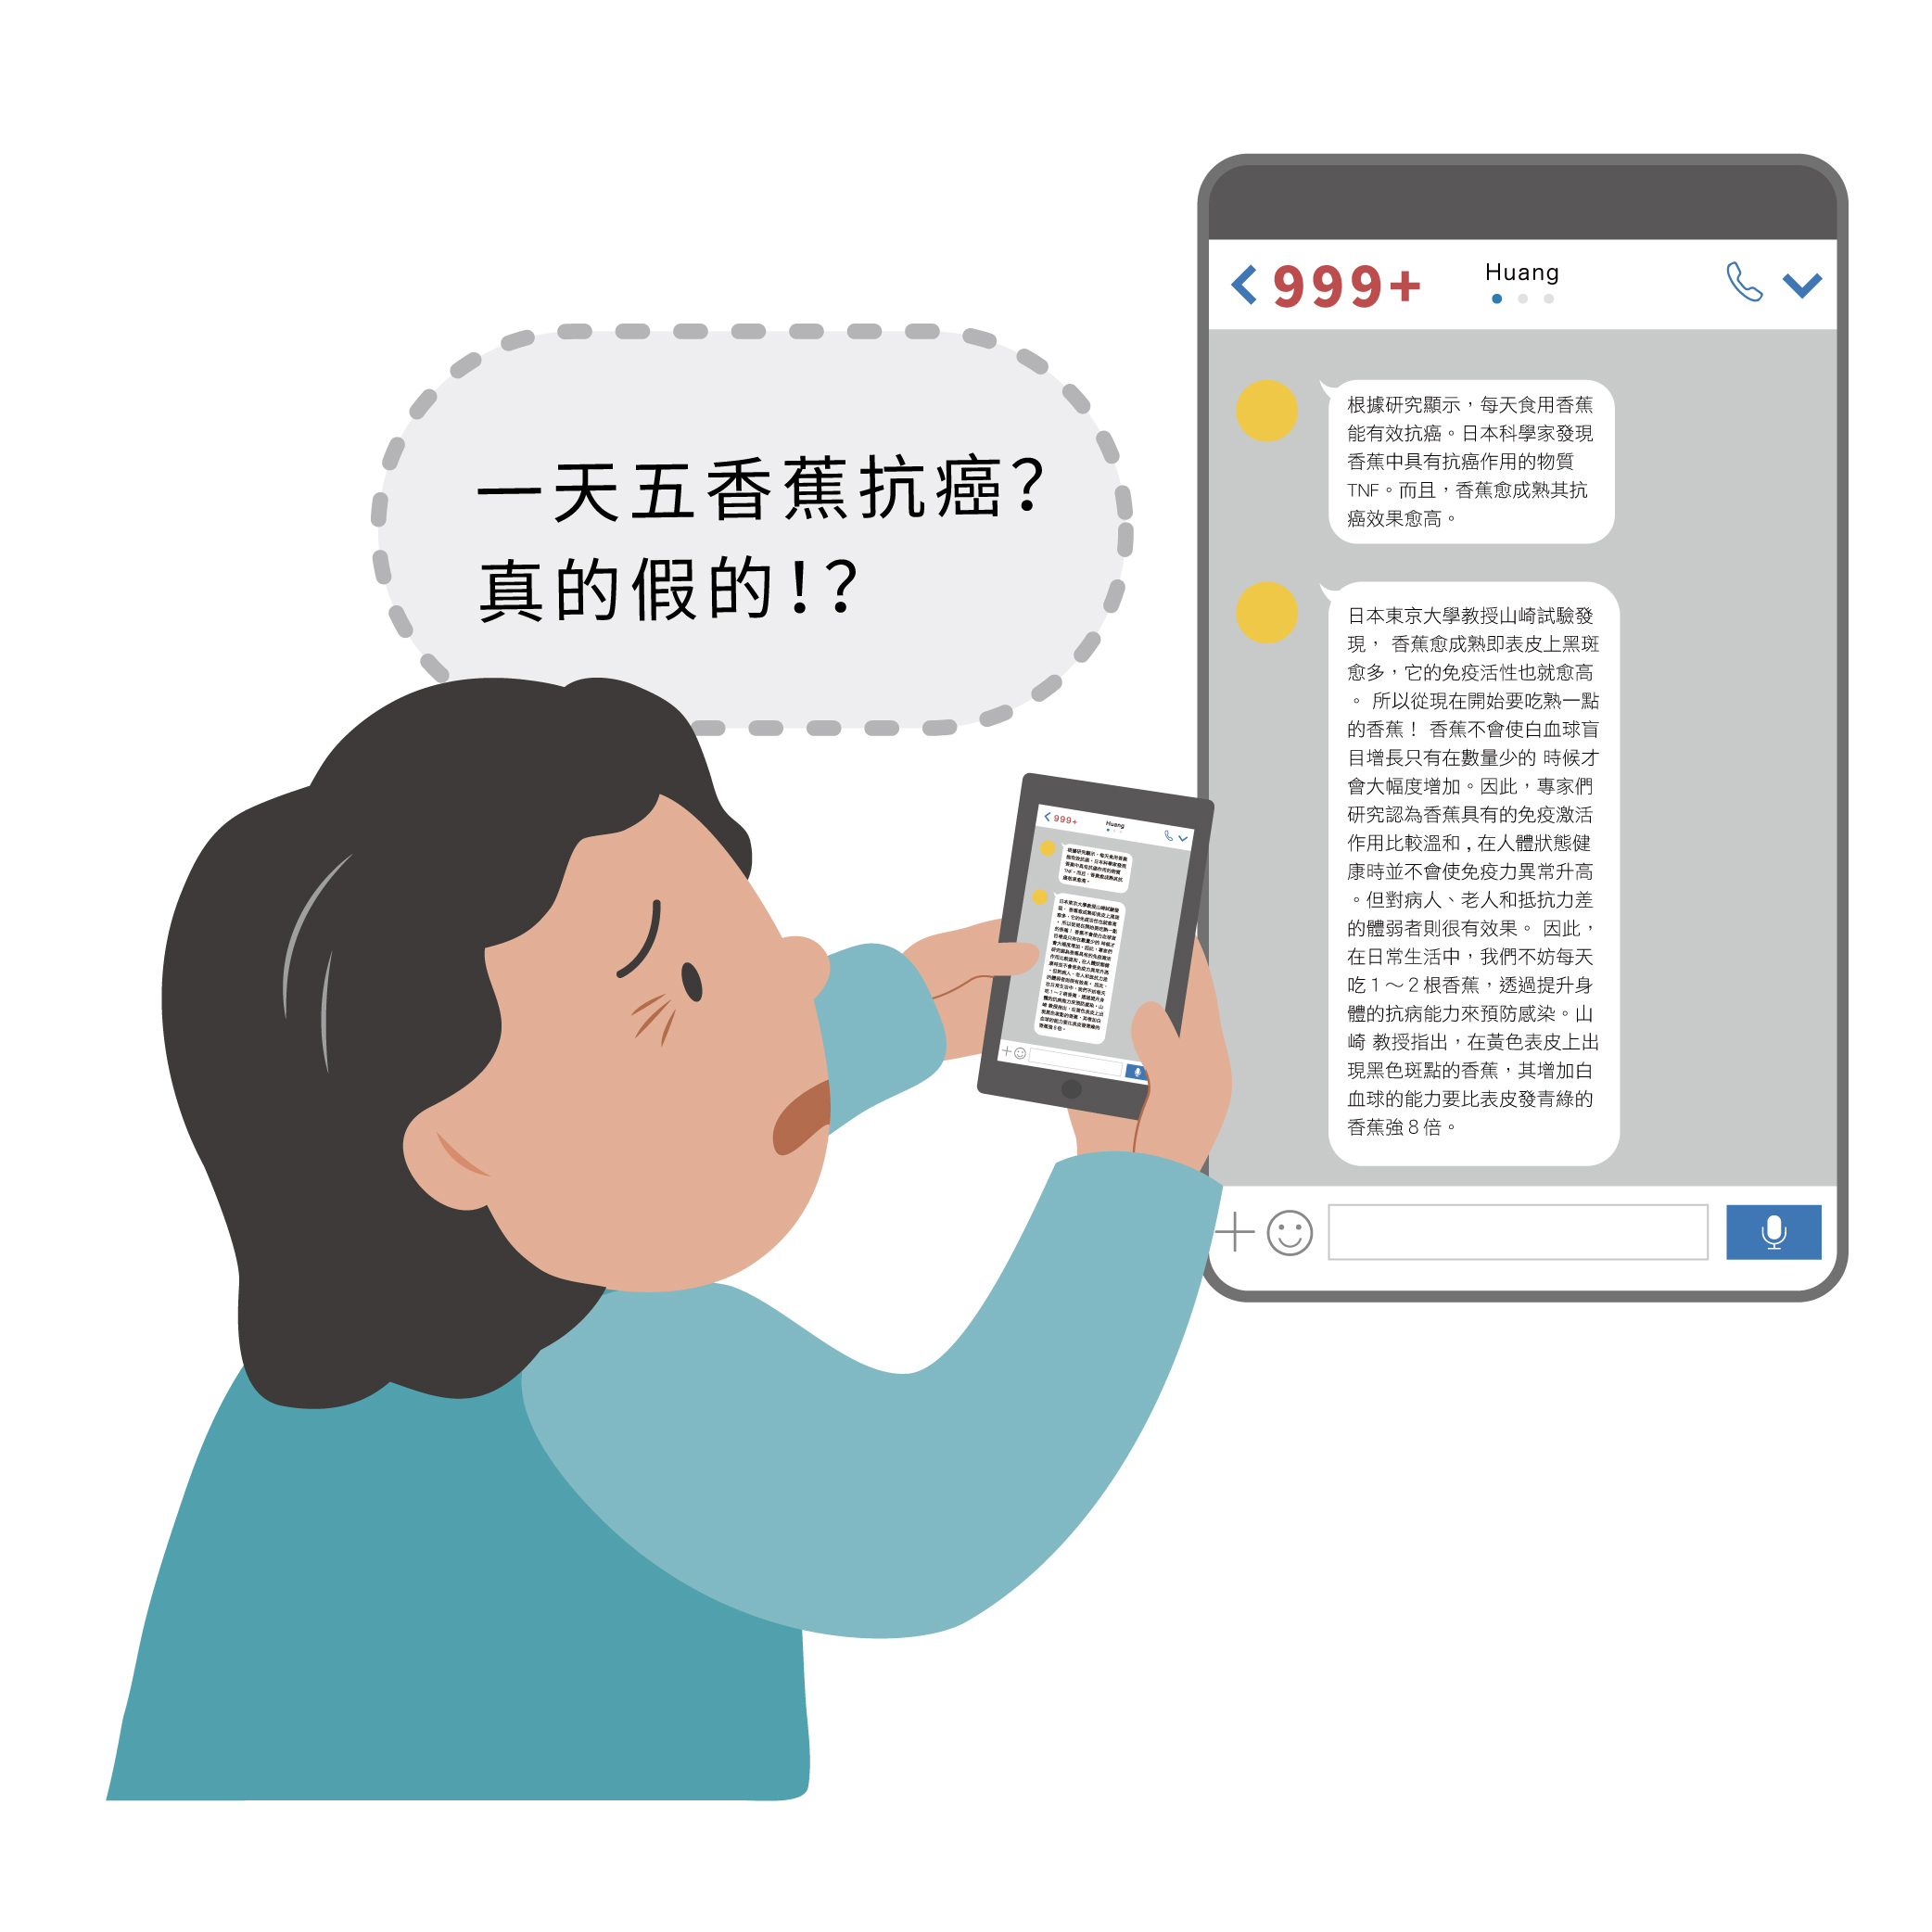 一天五香蕉抗癌？
真的假的！？
999+
Huang
根據研究顯示，每天食用香蕉
能有效抗癌。日本科學家發現
香蕉中具有抗癌作用的物質
TNF。而且，香蕉愈成熟其抗
癌效果愈高。
日本東京大學教授山崎試驗發
現， 香蕉愈成熟即表皮上黑斑
愈多，它的免疫活性也就愈高
。 所以從現在開始要吃熟一點
的香蕉！ 香蕉不會使白血球盲
目增長只有在數量少的 時候才
會大幅度增加。因此，專家們
研究認為香蕉具有的免疫激活
作用比較溫和，在人體狀態健
康時並不會使免疫力異常升高
。但對病人、老人和抵抗力差
的體弱者則很有效果。 因此，
在日常生活中，我們不妨每天
吃１～２根香蕉，透過提升身
體的抗病能力來預防感染。山
崎 教授指出，在黃色表皮上出
現黑色斑點的香蕉，其增加白
血球的能力要比表皮發青綠的
香蕉強８倍。
999+
Huang